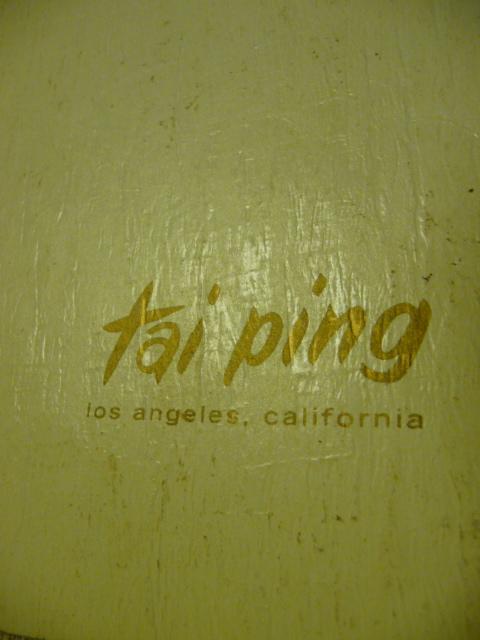 tai ping
los angeles, california